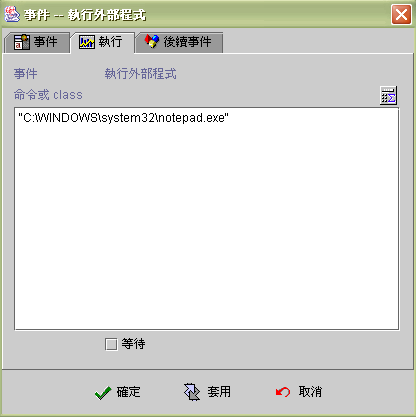 事件 -- 執行外部程式
事件 執行 後續事件
事件 執行外部程式
命令或 class
"C:\WINDOWS\system32\notepad.exe"
等待
確定 套用 取消